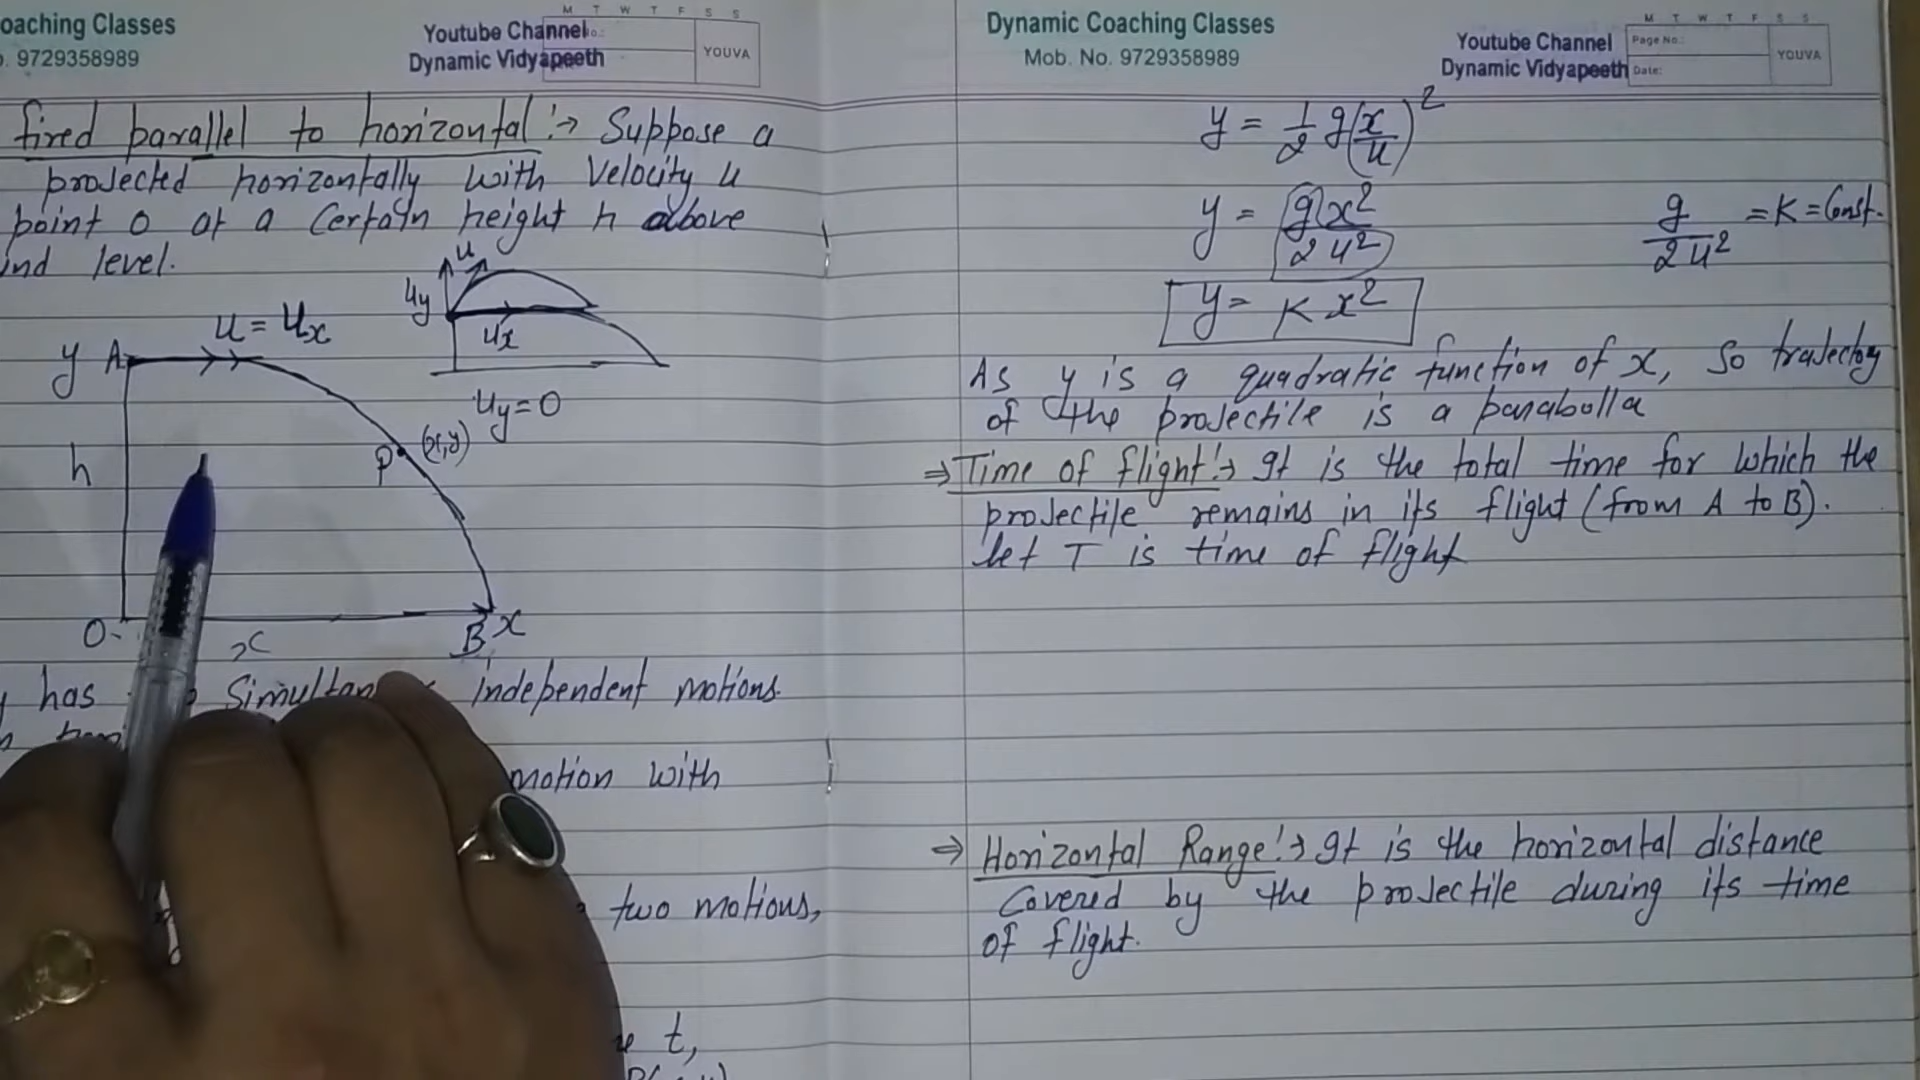 oaching Classes
. 9729358989
Youtube Channel
Dynamic Vidyapeeth
M T W T F S S
YOUVA
fired parallel to horizontal :→ Suppose a
projected horizontally with velocity u
point O at a Certain height h above
und level.
u
uy
ux
u = ux
y A
uy = 0
h
P (x,y)
O
x
B x
has Simultan independent motions.
motion with
two motions,
t,
Dynamic Coaching Classes
Mob. No. 9729358989
Youtube Channel
Dynamic Vidyapeeth
M T W T F S S
Page No.:
Date:
YOUVA
y = 1/2 g(x/u)²
y = gx²/2u²
g/2u² = K = Const.
y = K x²
As y is a quadratic function of x, So trajectoy
of the projectile is a parabolla
⇒ Time of flight :→ It is the total time for which the
projectile remains in its flight (from A to B).
let T is time of flight
⇒ Horizontal Range :→ It is the horizontal distance
Covered by the projectile during its time
of flight.